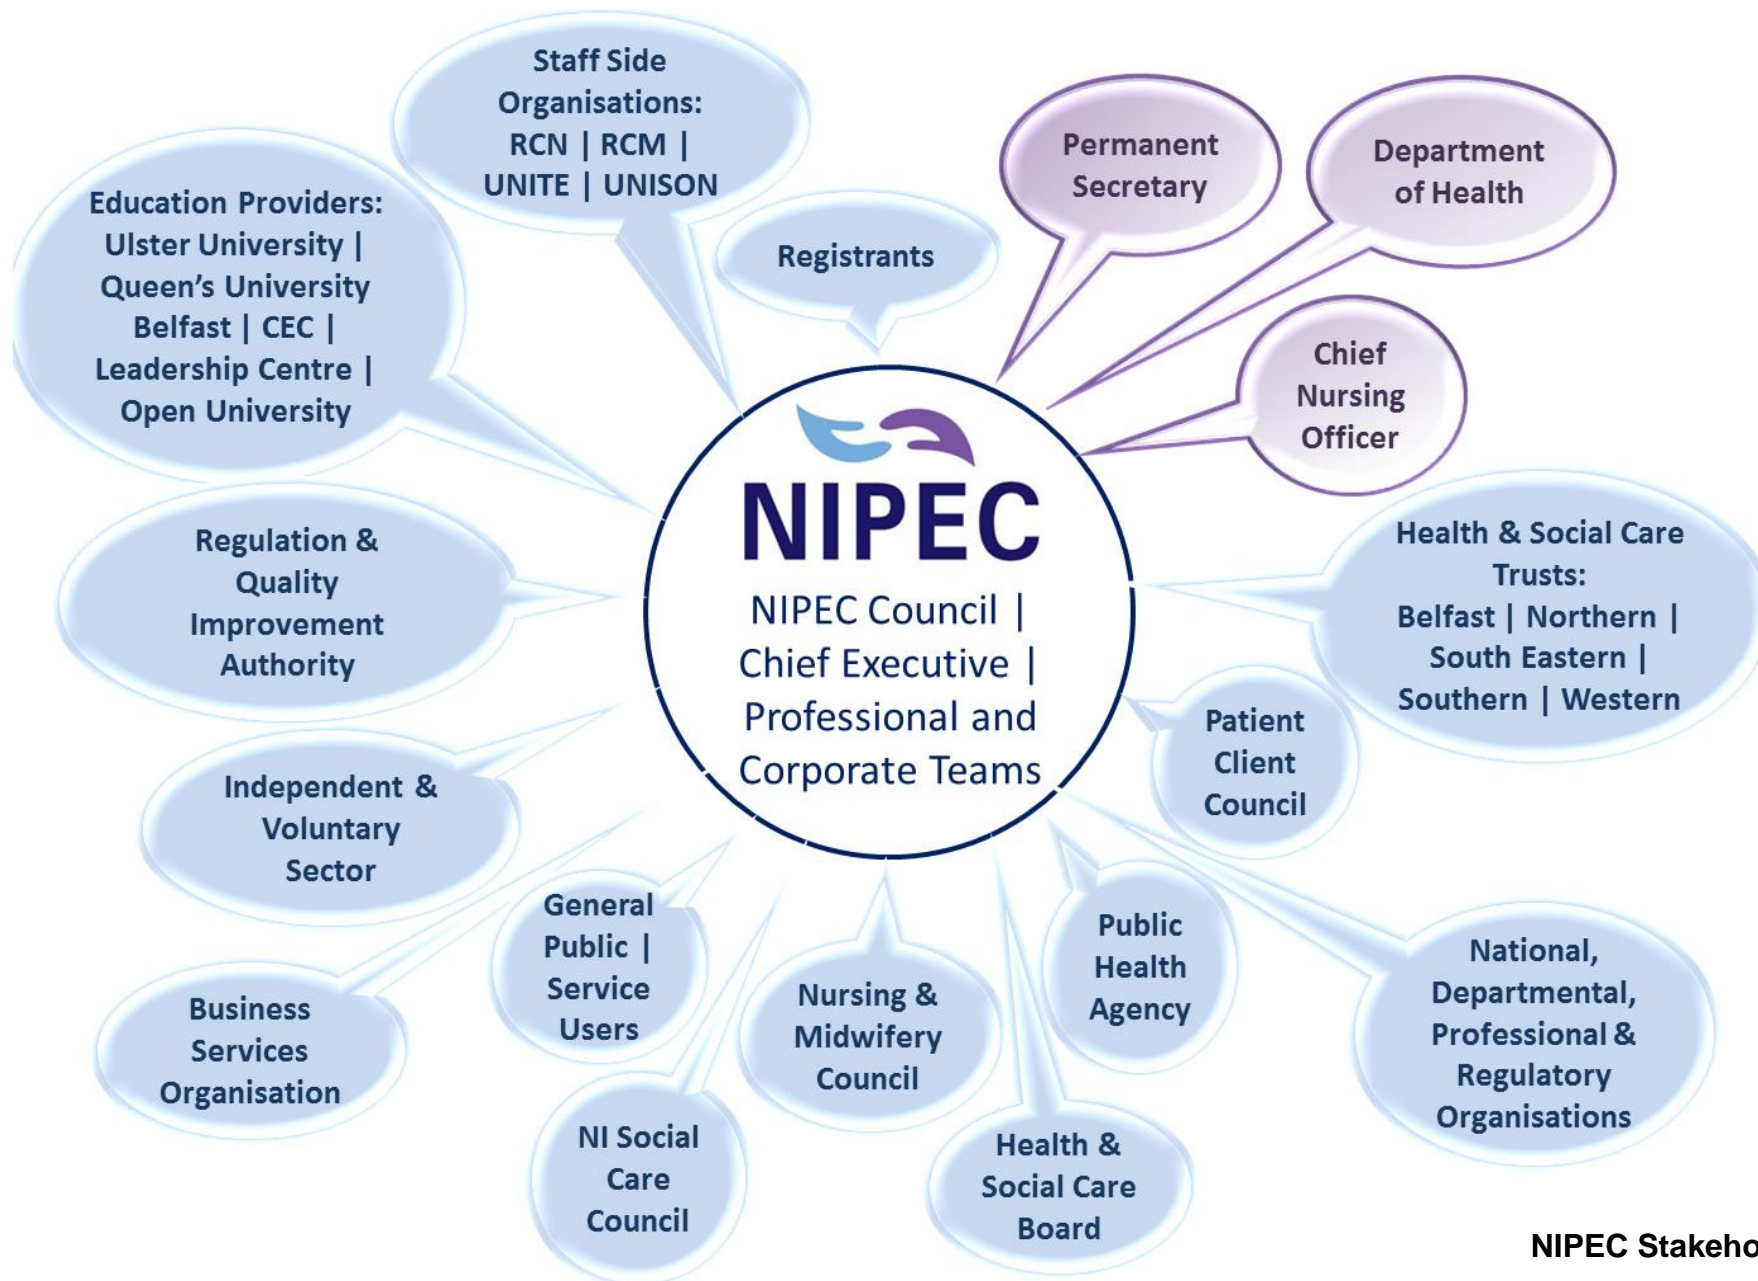 Staff Side
Organisations:
RCN | RCM |
UNITE | UNISON
Permanent
Secretary
Department
of Health
Education Providers:
Ulster University |
Queen's University
Belfast | CEC |
Leadership Centre |
Open University
Registrants
Chief
Nursing
Officer
NIPEC
NIPEC Council |
Chief Executive |
Professional and
Corporate Teams
Regulation &
Quality
Improvement
Authority
Health & Social Care
Trusts:
Belfast | Northern |
South Eastern |
Southern | Western
Patient
Client
Council
Independent &
Voluntary
Sector
General
Public |
Service
Users
Public
Health
Agency
National,
Departmental,
Professional &
Regulatory
Organisations
Business
Services
Organisation
Nursing &
Midwifery
Council
NI Social
Care
Council
Health &
Social Care
Board
NIPEC Stakeho